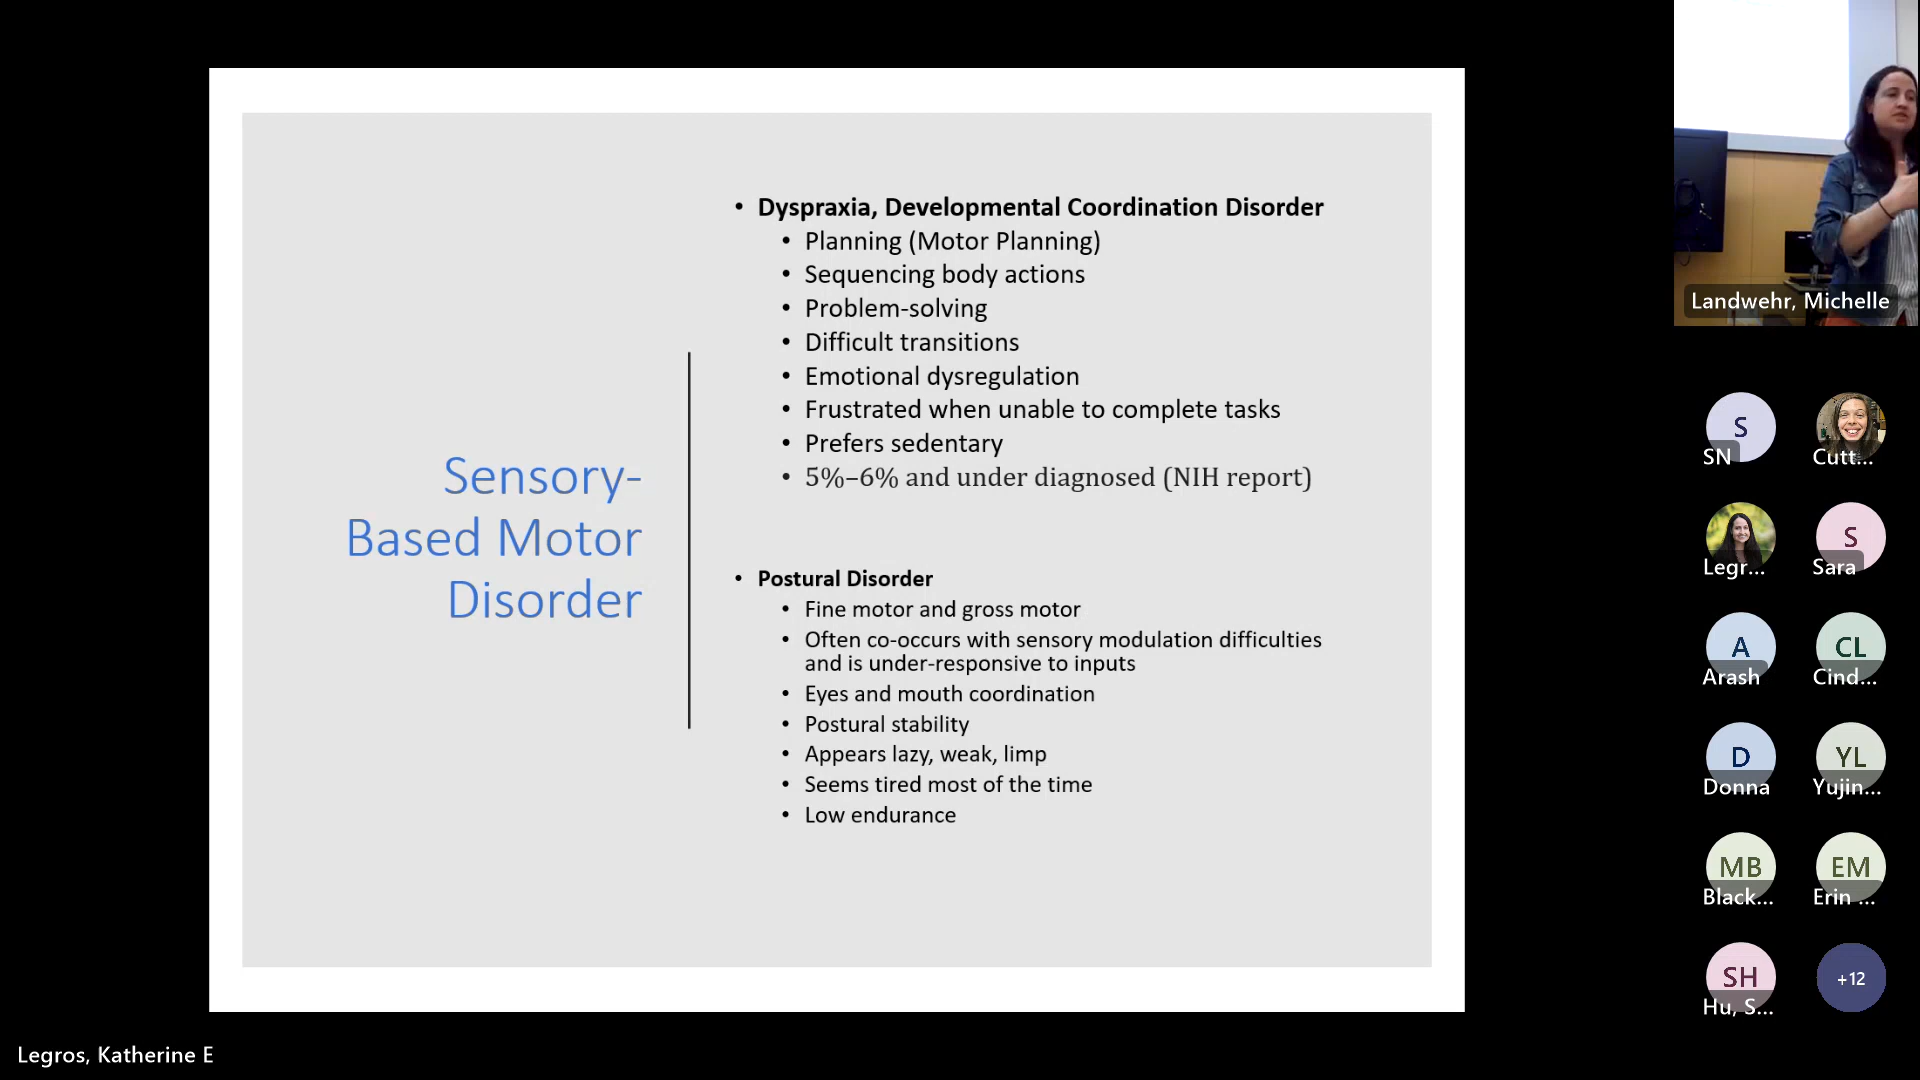 Sensory-
Based Motor
Disorder
• Dyspraxia, Developmental Coordination Disorder
• Planning (Motor Planning)
• Sequencing body actions
• Problem-solving
• Difficult transitions
• Emotional dysregulation
• Frustrated when unable to complete tasks
• Prefers sedentary
• 5%–6% and under diagnosed (NIH report)
• Postural Disorder
• Fine motor and gross motor
• Often co-occurs with sensory modulation difficulties
and is under-responsive to inputs
• Eyes and mouth coordination
• Postural stability
• Appears lazy, weak, limp
• Seems tired most of the time
• Low endurance
Landwehr, Michelle
S
SN
Cutt...
Legr...
S
Sara
A
Arash
CL
Cind...
D
Donna
YL
Yujin...
MB
Black...
EM
Erin ...
SH
Hu, S...
+12
Legros, Katherine E